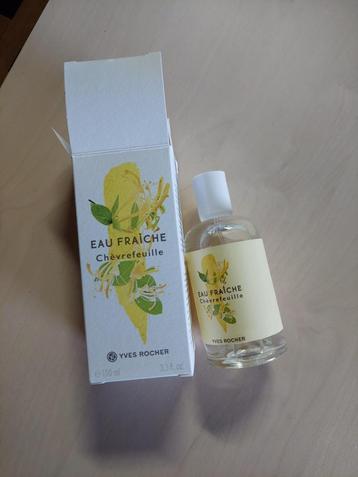 EAU FRAÎCHE
Chèvrefeuille
YVES ROCHER
℮ 100 ml
3.3 fl.oz.
EAU FRAÎCHE
Chèvrefeuille
YVES ROCHER